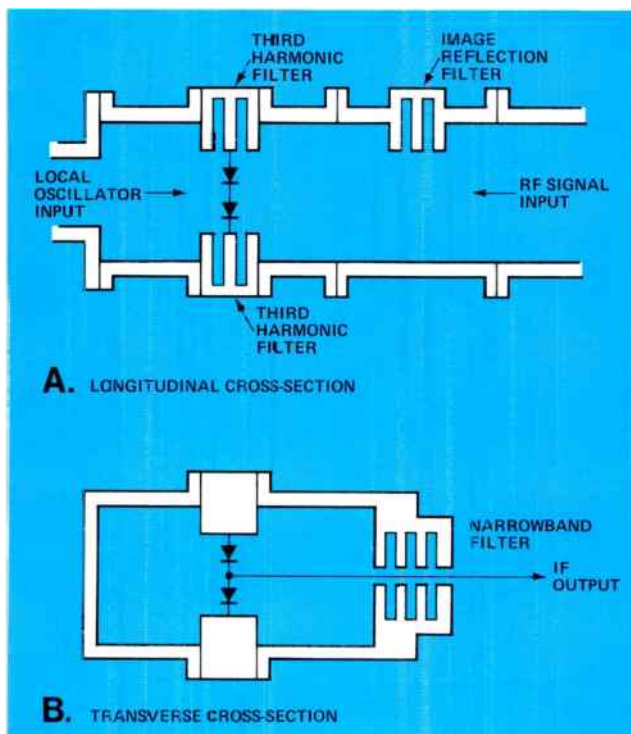 THIRD
HARMONIC
FILTER
IMAGE
REFLECTION
FILTER
LOCAL
OSCILLATOR
INPUT
RF SIGNAL
INPUT
THIRD
HARMONIC
FILTER
A. LONGITUDINAL CROSS-SECTION
NARROWBAND
FILTER
IF
OUTPUT
B. TRANSVERSE CROSS-SECTION